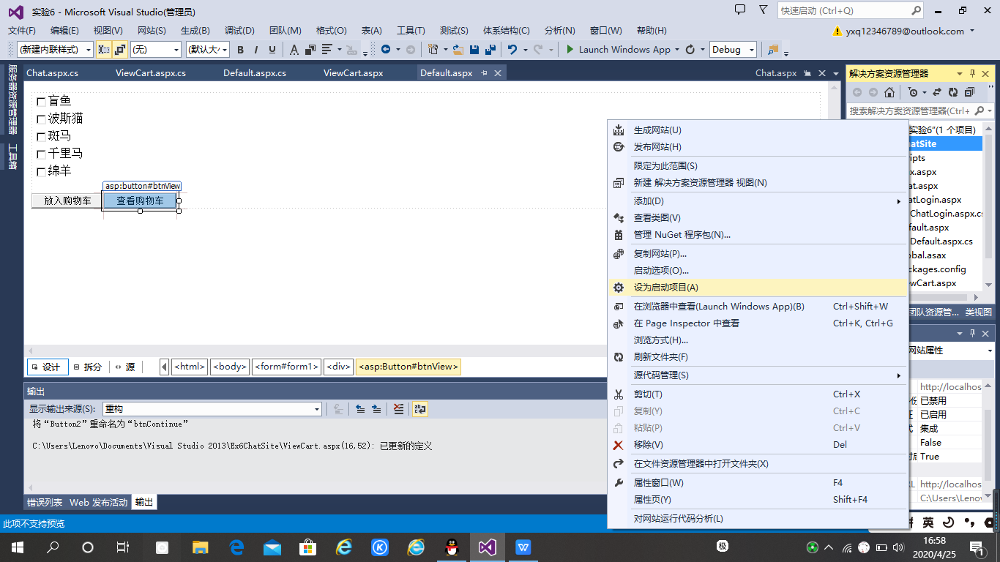 实验6 - Microsoft Visual Studio(管理员)
快速启动 (Ctrl+Q)
文件(F) 编辑(E) 视图(V) 网站(S) 生成(B) 调试(D) 团队(M) 格式(O) 表(A) 工具(T) 测试(S) 体系结构(C) 分析(N) 窗口(W) 帮助(H)
yxq12346789@outlook.com
(新建内联样式) (无) (默认大小 B I U A Launch Windows App Debug
服务器资源管理器
工具箱
Chat.aspx.cs ViewCart.aspx.cs Default.aspx.cs ViewCart.aspx Default.aspx Chat.aspx
盲鱼
波斯猫
斑马
千里马
绵羊
asp:button#btnView
放入购物车 查看购物车
设计 拆分 源 <html> <body> <form#form1> <div> <asp:Button#btnView>
输出
显示输出来源(S): 重构
将“Button2”重命名为“btnContinue”
C:\Users\Lenovo\Documents\Visual Studio 2013\Ex6ChatSite\ViewCart.aspx(16,52): 已更新的定义
错误列表 Web 发布活动 输出
此项不支持预览
生成网站(U)
发布网站(H)
限定为此范围(S)
新建 解决方案资源管理器 视图(N)
添加(D)
查看类图(V)
管理 NuGet 程序包(N)...
复制网站(P)...
启动选项(O)...
设为启动项目(A)
在浏览器中查看(Launch Windows App)(B) Ctrl+Shift+W
在 Page Inspector 中查看 Ctrl+K, Ctrl+G
浏览方式(H)...
刷新文件夹(F)
源代码管理(S)
剪切(T) Ctrl+X
复制(Y) Ctrl+C
粘贴(P) Ctrl+V
移除(V) Del
在文件资源管理器中打开文件夹(X)
属性窗口(W) F4
属性页(Y) Shift+F4
对网站运行代码分析(L)
解决方案资源管理器
搜索解决方案资源管理器(Ctrl+
实验6”(1 个项目)
hatSite
ipts
x.aspx
at.aspx
atLogin.aspx
ChatLogin.aspx.cs
fault.aspx
Default.aspx.cs
bal.asax
ckages.config
wCart.aspx
团队资源管... 类视图
网站属性
http://localhos
已禁用
已启用
集成
False
True
RL http://localhos
C:\Users\Lenov
英
极
16:58
2020/4/25
1